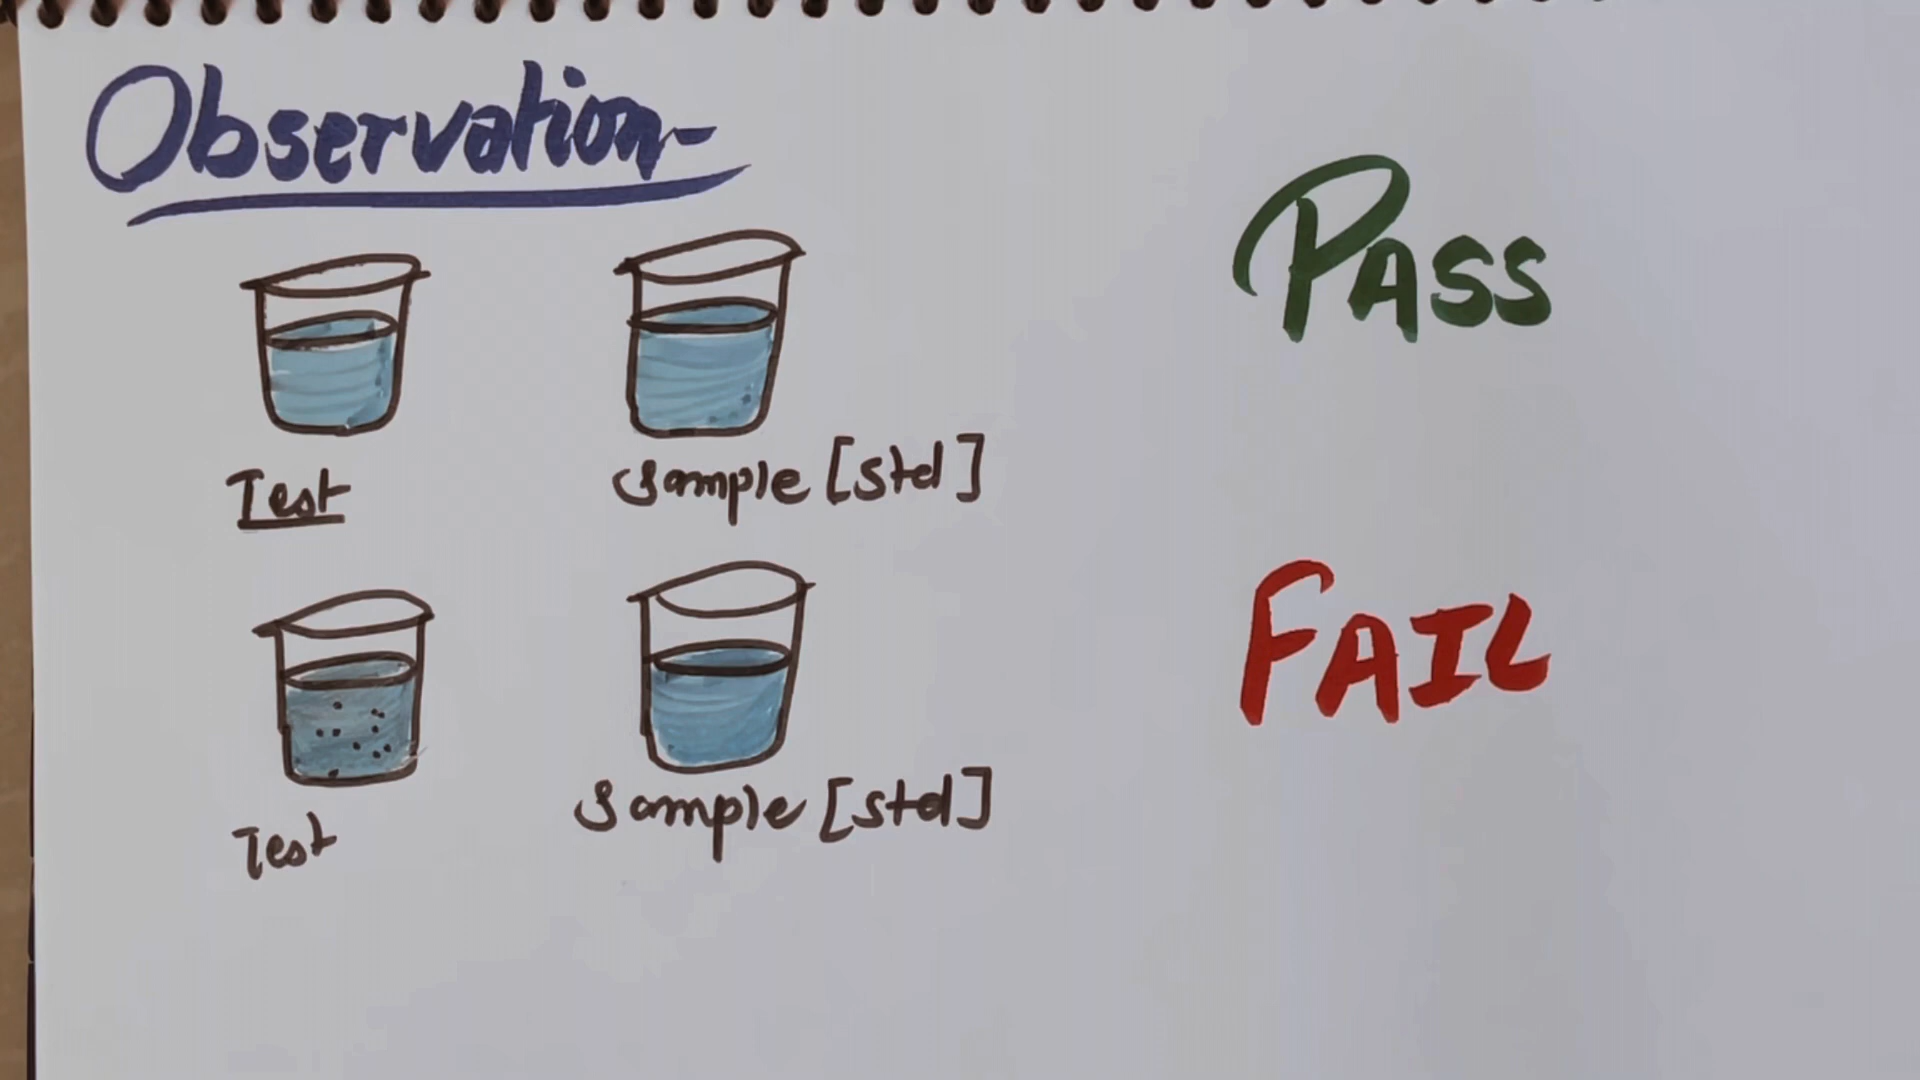 Observation-
PASS
Test
Sample [std]
FAIL
Test
Sample [std]